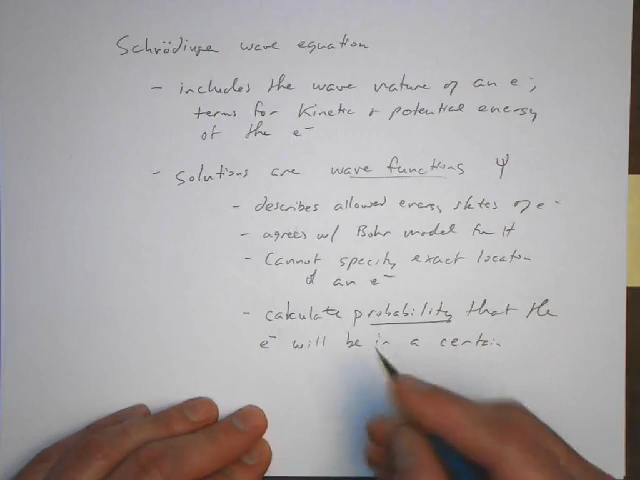 Schrödinger wave equation
- includes the wave nature of an e⁻;
terms for kinetic + potential energy
of the e⁻
- Solutions are wave functions Ψ
- describes allowed energy states of e⁻
- agrees w/ Bohr model for H
- Cannot specify exact location
of an e⁻
- calculate probability that the
e⁻ will be in a certain